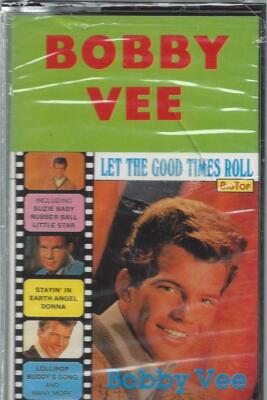 BOBBY
VEE
LET THE GOOD TIMES ROLL
BIGTOP
INCLUDING
SUZIE BABY
RUBBER BALL
LITTLE STAR
STAYIN' IN
EARTH ANGEL
DONNA
LOLLIPOP
BUDDY'S SONG
AND
MANY MORE
Bobby Vee